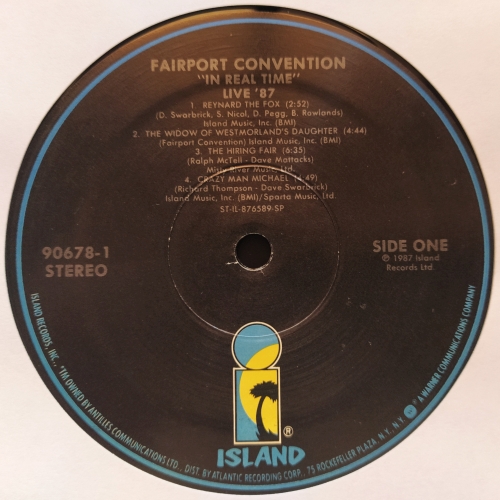 FAIRPORT CONVENTION
"IN REAL TIME"
LIVE '87
1. REYNARD THE FOX (2:52)
(D. Swarbrick, S. Nicol, D. Pegg, B. Rowlands)
Island Music, Inc. (BMI)
2. THE WIDOW OF WESTMORLAND'S DAUGHTER (4:44)
(Fairport Convention) Island Music, Inc. (BMI)
3. THE HIRING FAIR (6:35)
(Ralph McTell - Dave Mattacks)
Misty River Music Ltd.
4. CRAZY MAN MICHAEL (4:49)
(Richard Thompson - Dave Swarbrick)
Island Music, Inc. (BMI)/Sparta Music, Ltd.
ST-IL-876589-SP
90678-1
STEREO
SIDE ONE
℗ 1987 Island
Records Ltd.
i
®
ISLAND
ISLAND RECORDS, INC., *TM OWNED BY ANTILLES COMMUNICATIONS LTD., DIST. BY ATLANTIC RECORDING CORP., 75 ROCKEFELLER PLAZA, N.Y., N.Y. A WARNER COMMUNICATIONS COMPANY